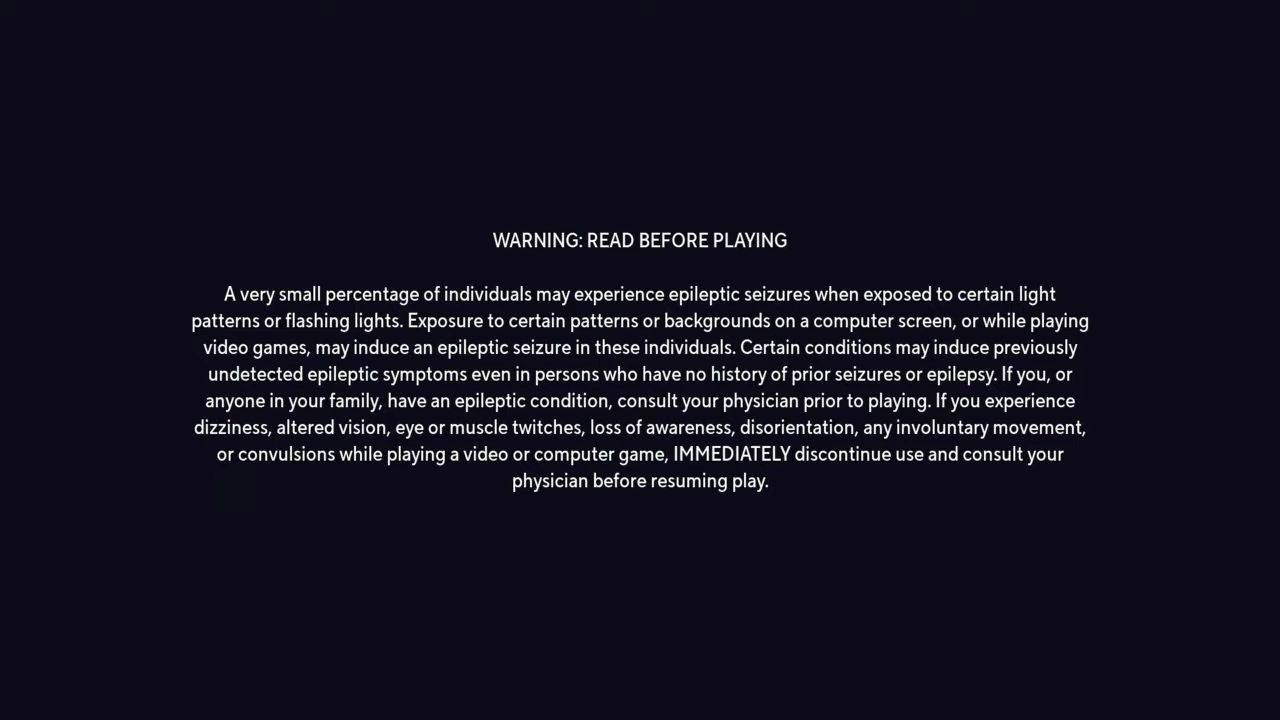 WARNING: READ BEFORE PLAYING
A very small percentage of individuals may experience epileptic seizures when exposed to certain light
patterns or flashing lights. Exposure to certain patterns or backgrounds on a computer screen, or while playing
video games, may induce an epileptic seizure in these individuals. Certain conditions may induce previously
undetected epileptic symptoms even in persons who have no history of prior seizures or epilepsy. If you, or
anyone in your family, have an epileptic condition, consult your physician prior to playing. If you experience
dizziness, altered vision, eye or muscle twitches, loss of awareness, disorientation, any involuntary movement,
or convulsions while playing a video or computer game, IMMEDIATELY discontinue use and consult your
physician before resuming play.